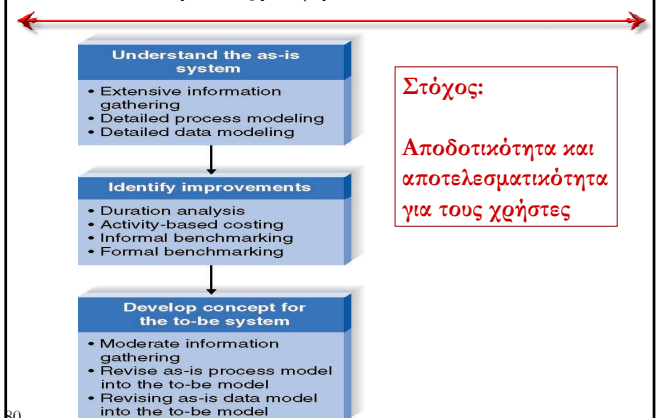 Understand the as-is
system
• Extensive information
gathering
• Detailed process modeling
• Detailed data modeling
Identify improvements
• Duration analysis
• Activity-based costing
• Informal benchmarking
• Formal benchmarking
Develop concept for
the to-be system
• Moderate information
gathering
• Revise as-is process model
into the to-be model
• Revising as-is data model
into the to-be model
Στόχος:
Αποδοτικότητα και
αποτελεσματικότητα
για τους χρήστες
80